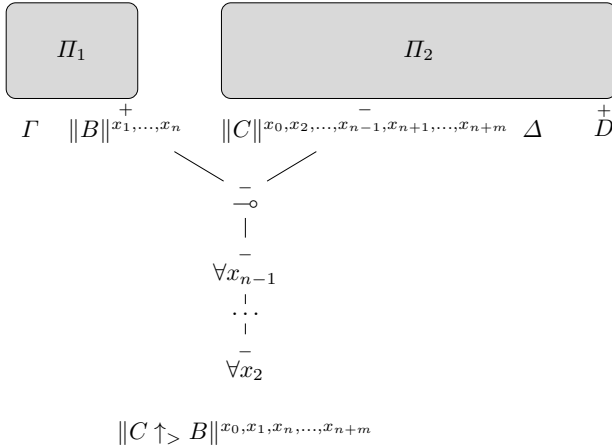 Π₁ Π₂
+ − +
Γ ‖B‖^{x₁,...,xₙ} ‖C‖^{x₀,x₂,...,xₙ₋₁,xₙ₊₁,...,xₙ₊ₘ} Δ D
−
⊸
−
∀xₙ₋₁
···
−
∀x₂
‖C ↑_> B‖^{x₀,x₁,xₙ,...,xₙ₊ₘ}